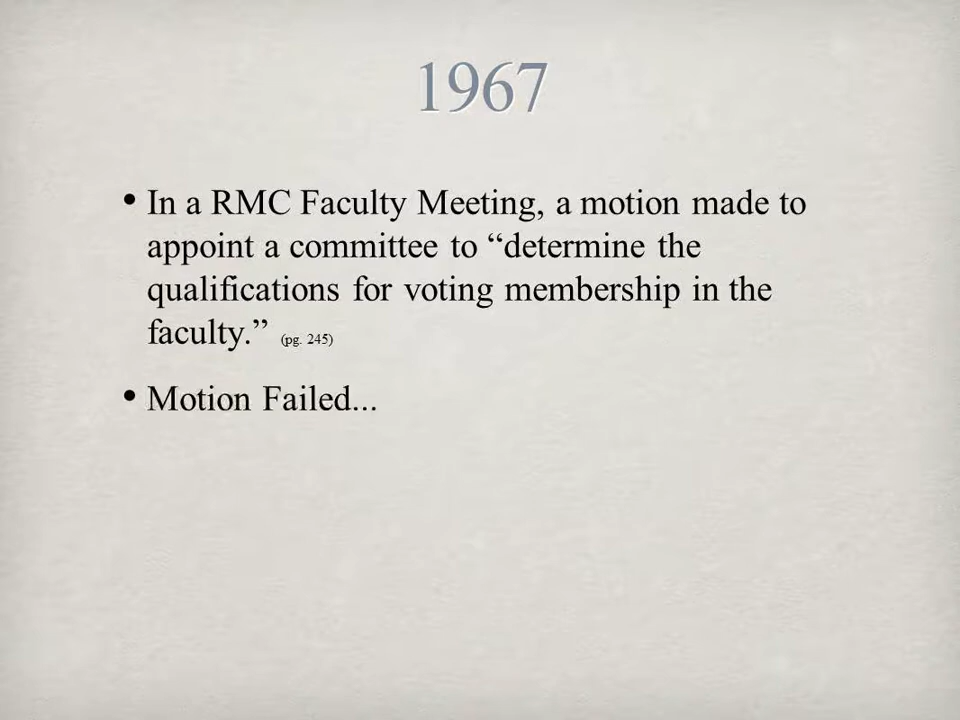 1967
• In a RMC Faculty Meeting, a motion made to
appoint a committee to “determine the
qualifications for voting membership in the
faculty.” (pg. 245)
• Motion Failed...